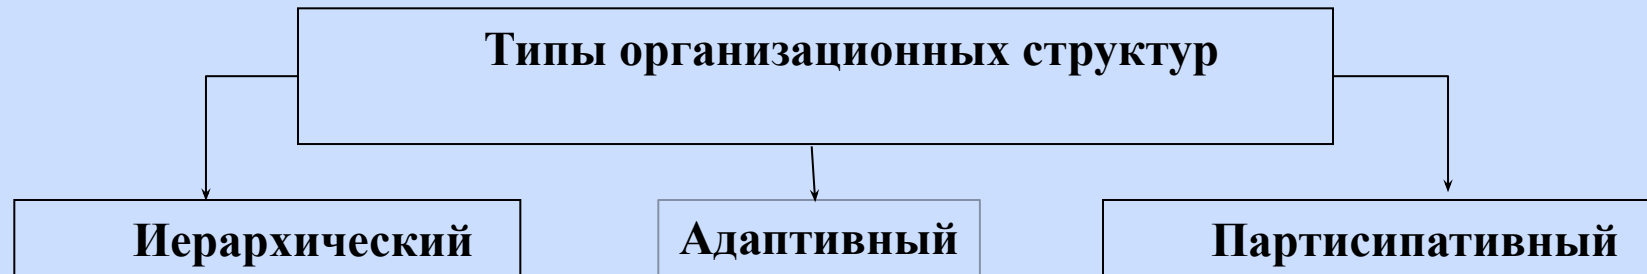 Типы организационных структур
Иерархический
Адаптивный
Партисипативный